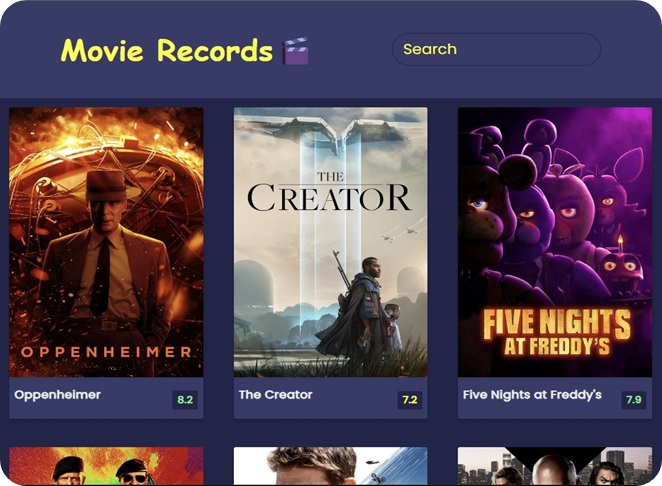 Movie Records
Search
OPPENHEIMER
THE
CREATOR
FIVE NIGHTS
AT FREDDY'S
Oppenheimer
8.2
The Creator
7.2
Five Nights at Freddy's
7.9